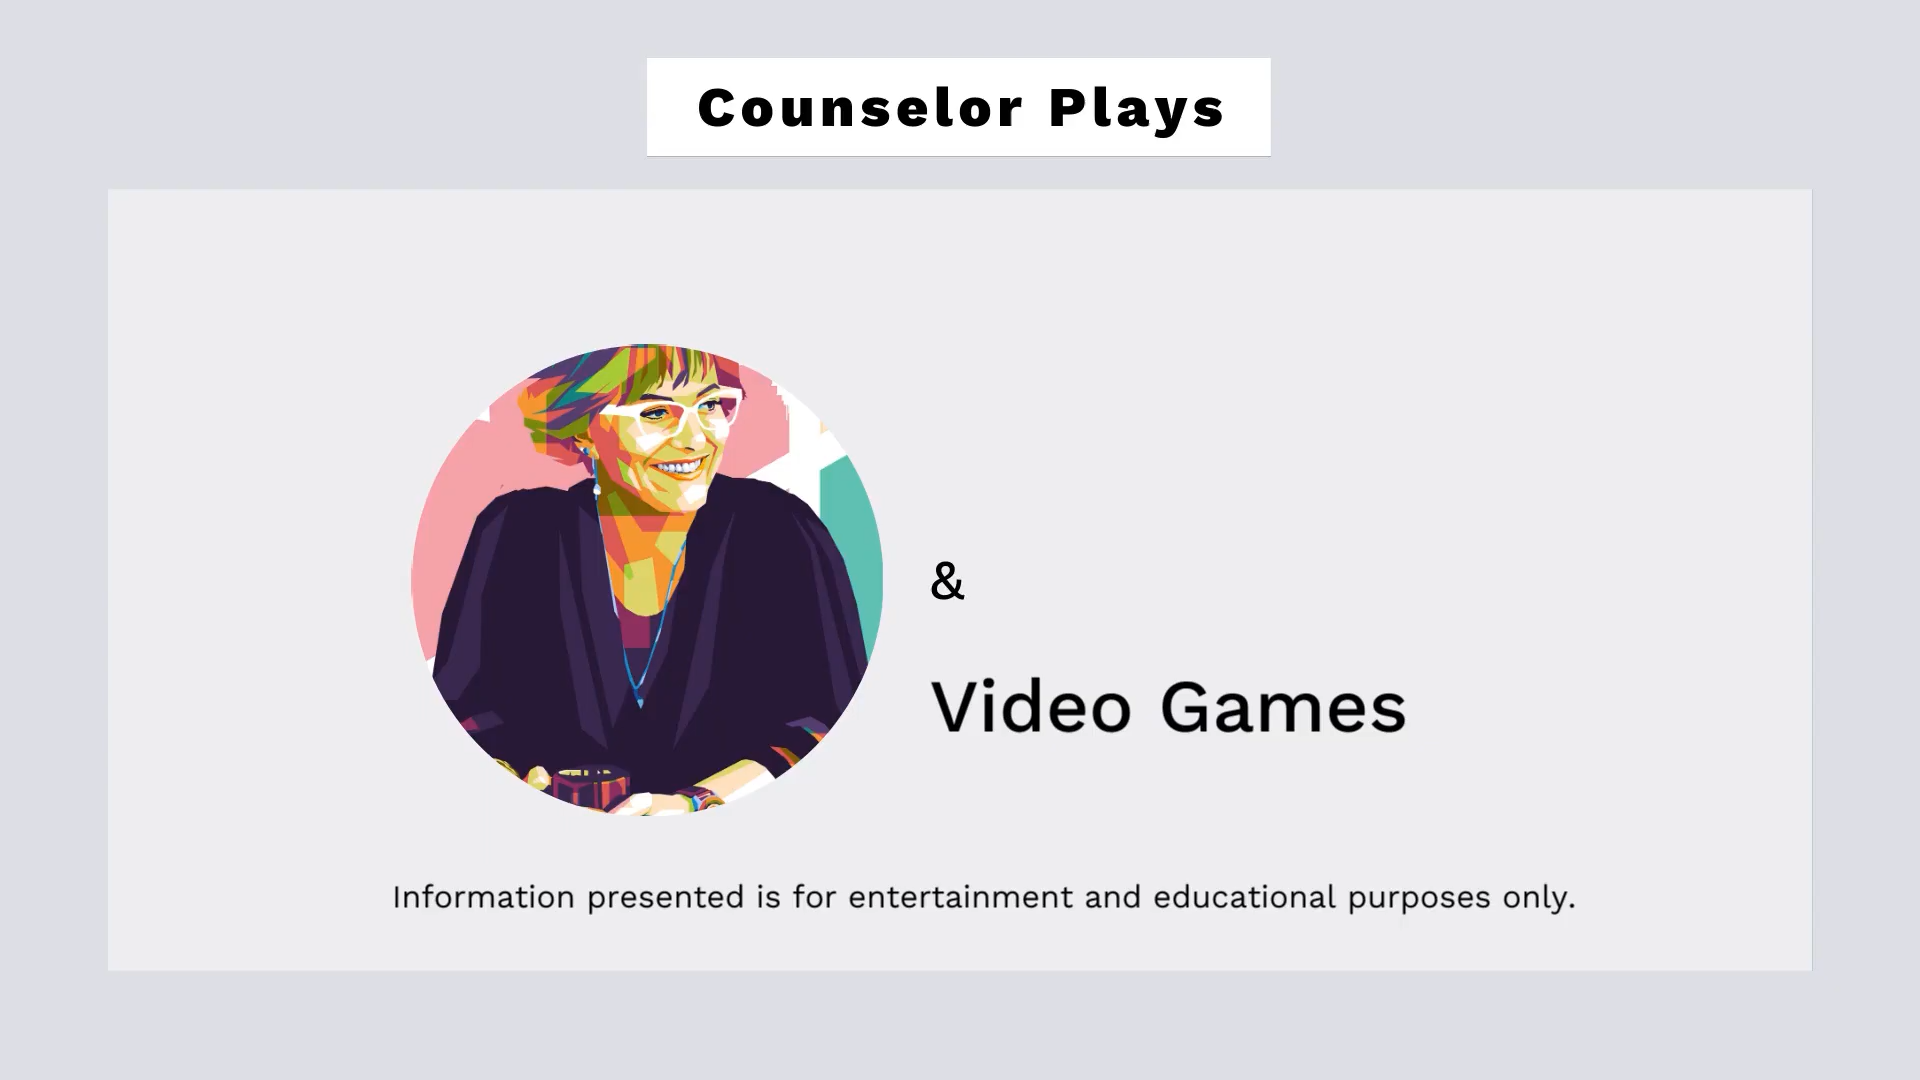 Counselor Plays
&
Video Games
Information presented is for entertainment and educational purposes only.